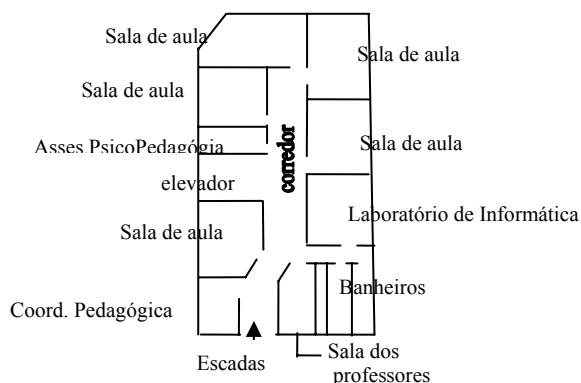 Sala de aula
Sala de aula
Sala de aula
Asses PsicoPedagógia
corredor
Sala de aula
elevador
Laboratório de Informática
Sala de aula
Banheiros
Coord. Pedagógica
Escadas
Sala dos
professores